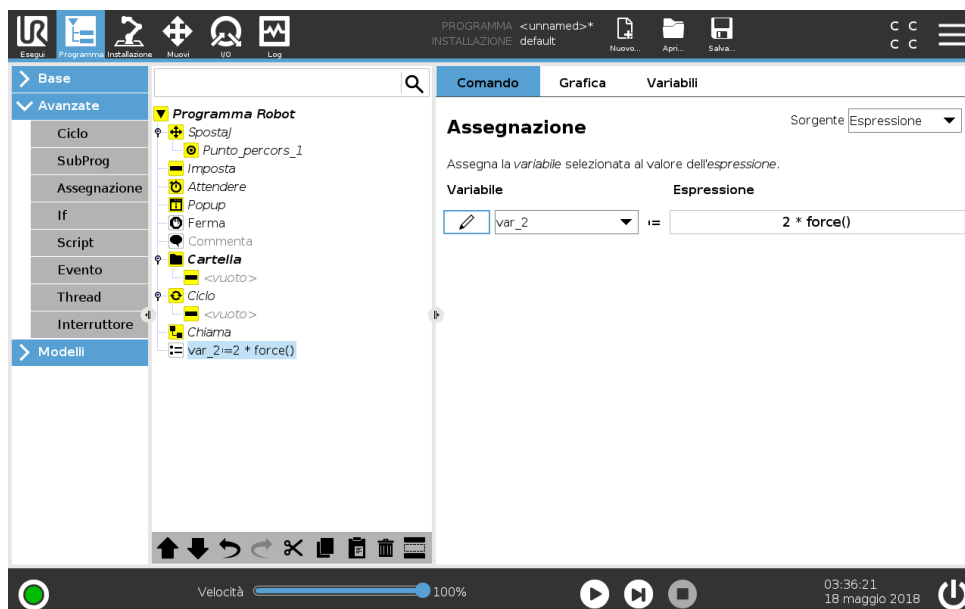 UR
Esegui Programma Installazione Muovi I/O Log
PROGRAMMA <unnamed>*
INSTALLAZIONE default
Nuovo... Apri... Salva...
C C
C C
Base
Avanzate
Ciclo
SubProg
Assegnazione
If
Script
Evento
Thread
Interruttore
Modelli
Programma Robot
SpostaJ
Punto_percors_1
Imposta
Attendere
Popup
Ferma
Commenta
Cartella
<vuoto>
Ciclo
<vuoto>
Chiama
var_2:=2 * force()
Comando Grafica Variabili
Assegnazione
Sorgente Espressione
Assegna la variabile selezionata al valore dell'espressione.
Variabile Espressione
var_2 := 2 * force()
Velocità 100%
03:36:21
18 maggio 2018